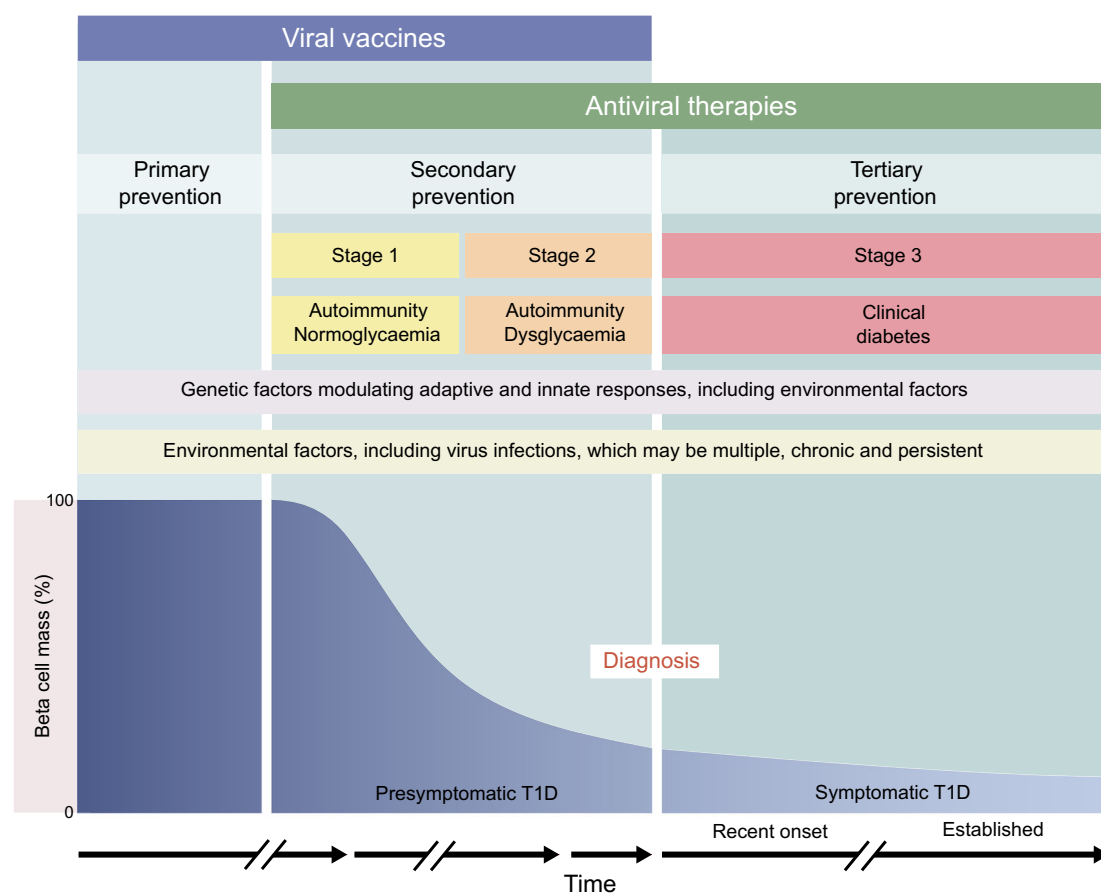 Viral vaccines
Antiviral therapies
Primary
prevention
Secondary
prevention
Tertiary
prevention
Stage 1
Stage 2
Stage 3
Autoimmunity
Normoglycaemia
Autoimmunity
Dysglycaemia
Clinical
diabetes
Genetic factors modulating adaptive and innate responses, including environmental factors
Environmental factors, including virus infections, which may be multiple, chronic and persistent
100
Beta cell mass (%)
Diagnosis
Presymptomatic T1D
Symptomatic T1D
0
Recent onset
Established
Time